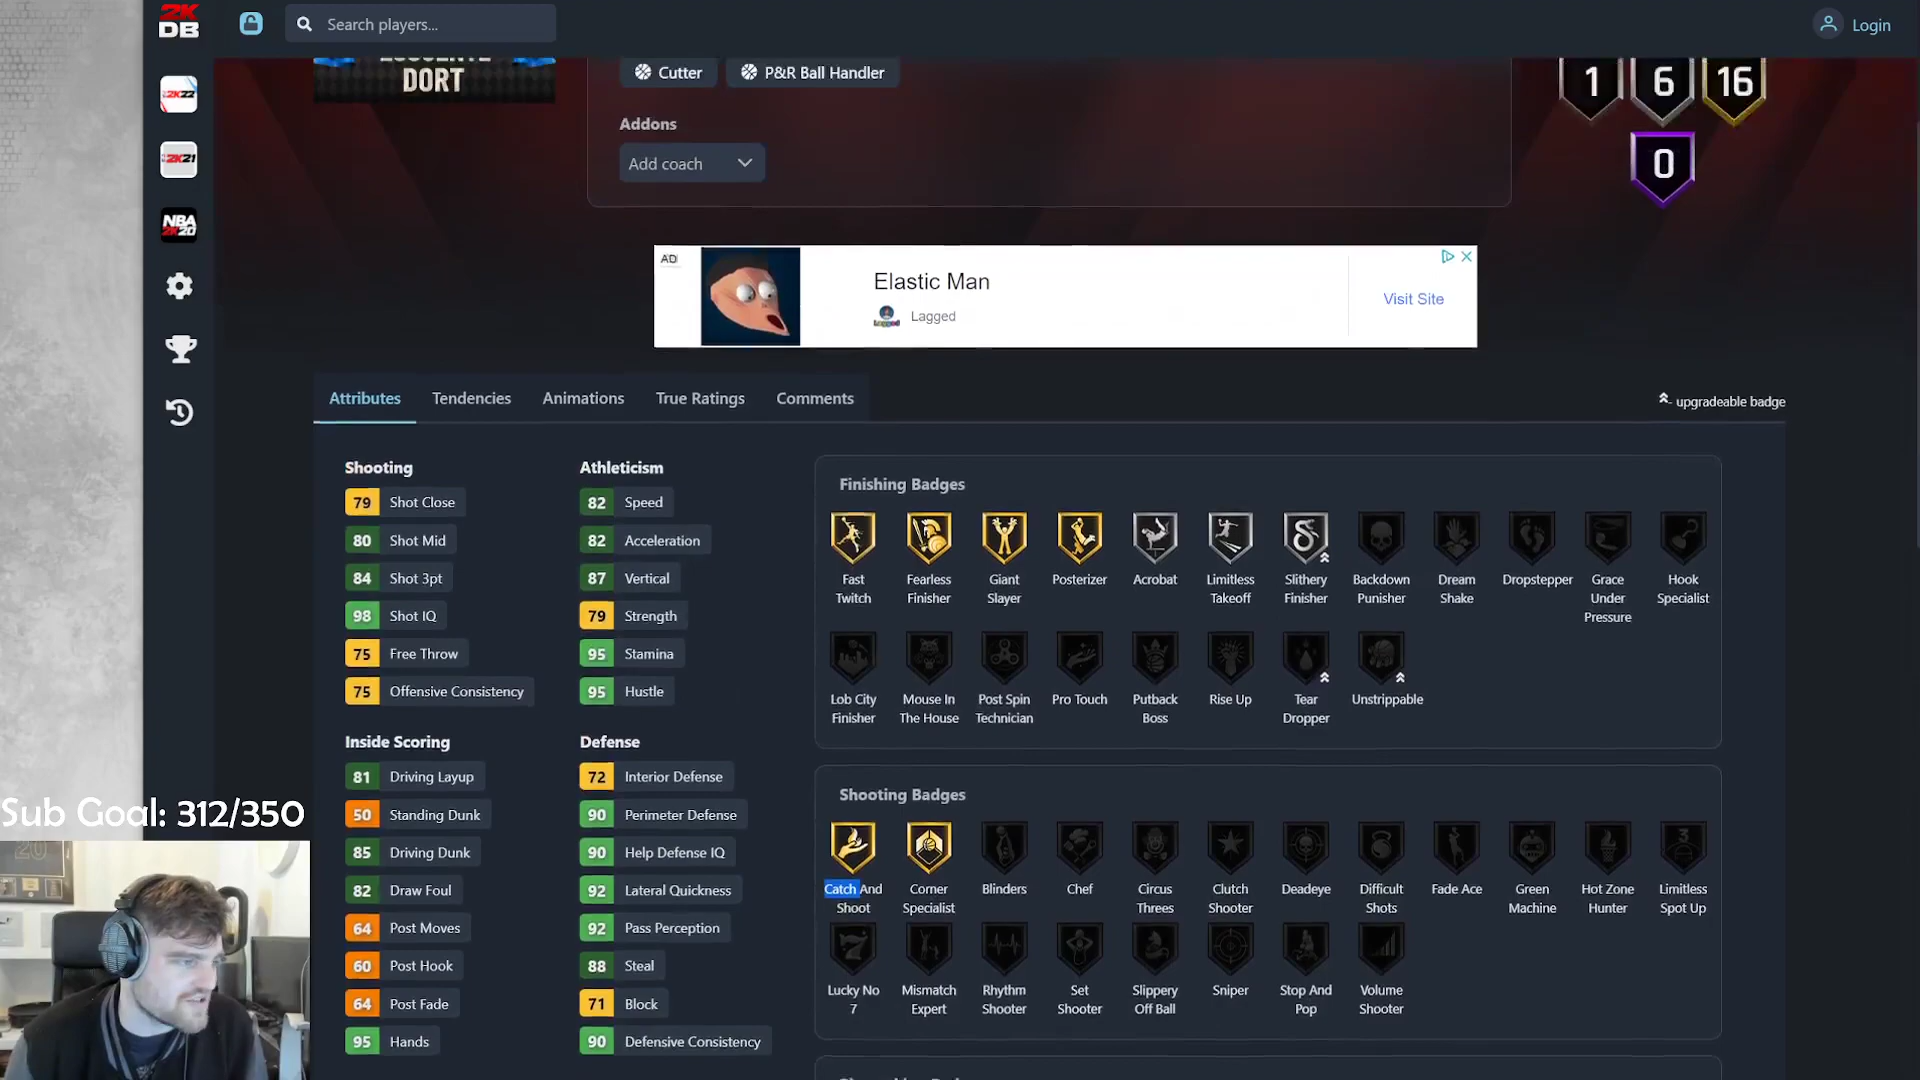 2K
DB
Search players...
Login
DORT
Cutter
P&R Ball Handler
1
6
16
0
Addons
Add coach
2K22
2K21
NBA
2K20
AD
Elastic Man
Lagged
Visit Site
Attributes
Tendencies
Animations
True Ratings
Comments
- upgradeable badge
Shooting
79 Shot Close
80 Shot Mid
84 Shot 3pt
98 Shot IQ
75 Free Throw
75 Offensive Consistency
Athleticism
82 Speed
82 Acceleration
87 Vertical
79 Strength
95 Stamina
95 Hustle
Inside Scoring
81 Driving Layup
50 Standing Dunk
85 Driving Dunk
82 Draw Foul
64 Post Moves
60 Post Hook
64 Post Fade
95 Hands
Defense
72 Interior Defense
90 Perimeter Defense
90 Help Defense IQ
92 Lateral Quickness
92 Pass Perception
88 Steal
71 Block
90 Defensive Consistency
Finishing Badges
Fast
Twitch
Fearless
Finisher
Giant
Slayer
Posterizer
Acrobat
Limitless
Takeoff
Slithery
Finisher
Backdown
Punisher
Dream
Shake
Dropstepper
Grace
Under
Pressure
Hook
Specialist
Lob City
Finisher
Mouse In
The House
Post Spin
Technician
Pro Touch
Putback
Boss
Rise Up
Tear
Dropper
Unstrippable
Shooting Badges
Catch And
Shoot
Corner
Specialist
Blinders
Chef
Circus
Threes
Clutch
Shooter
Deadeye
Difficult
Shots
Fade Ace
Green
Machine
Hot Zone
Hunter
Limitless
Spot Up
Lucky No
7
Mismatch
Expert
Rhythm
Shooter
Set
Shooter
Slippery
Off Ball
Sniper
Stop And
Pop
Volume
Shooter
Sub Goal: 312/350